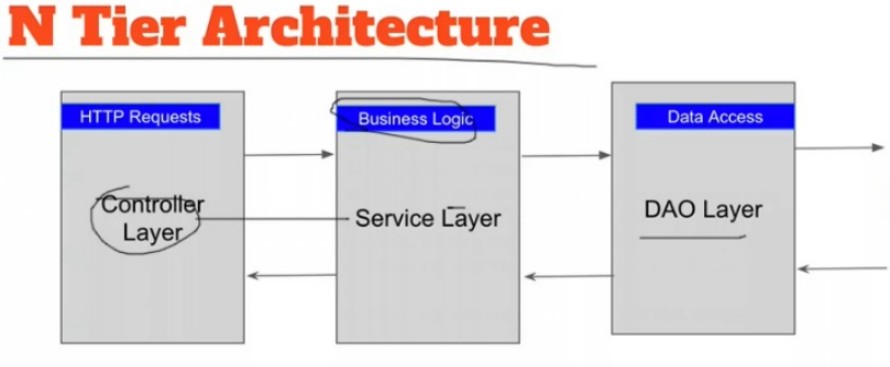 N Tier Architecture
HTTP Requests
Controller
Layer
Business Logic
Service Layer
Data Access
DAO Layer